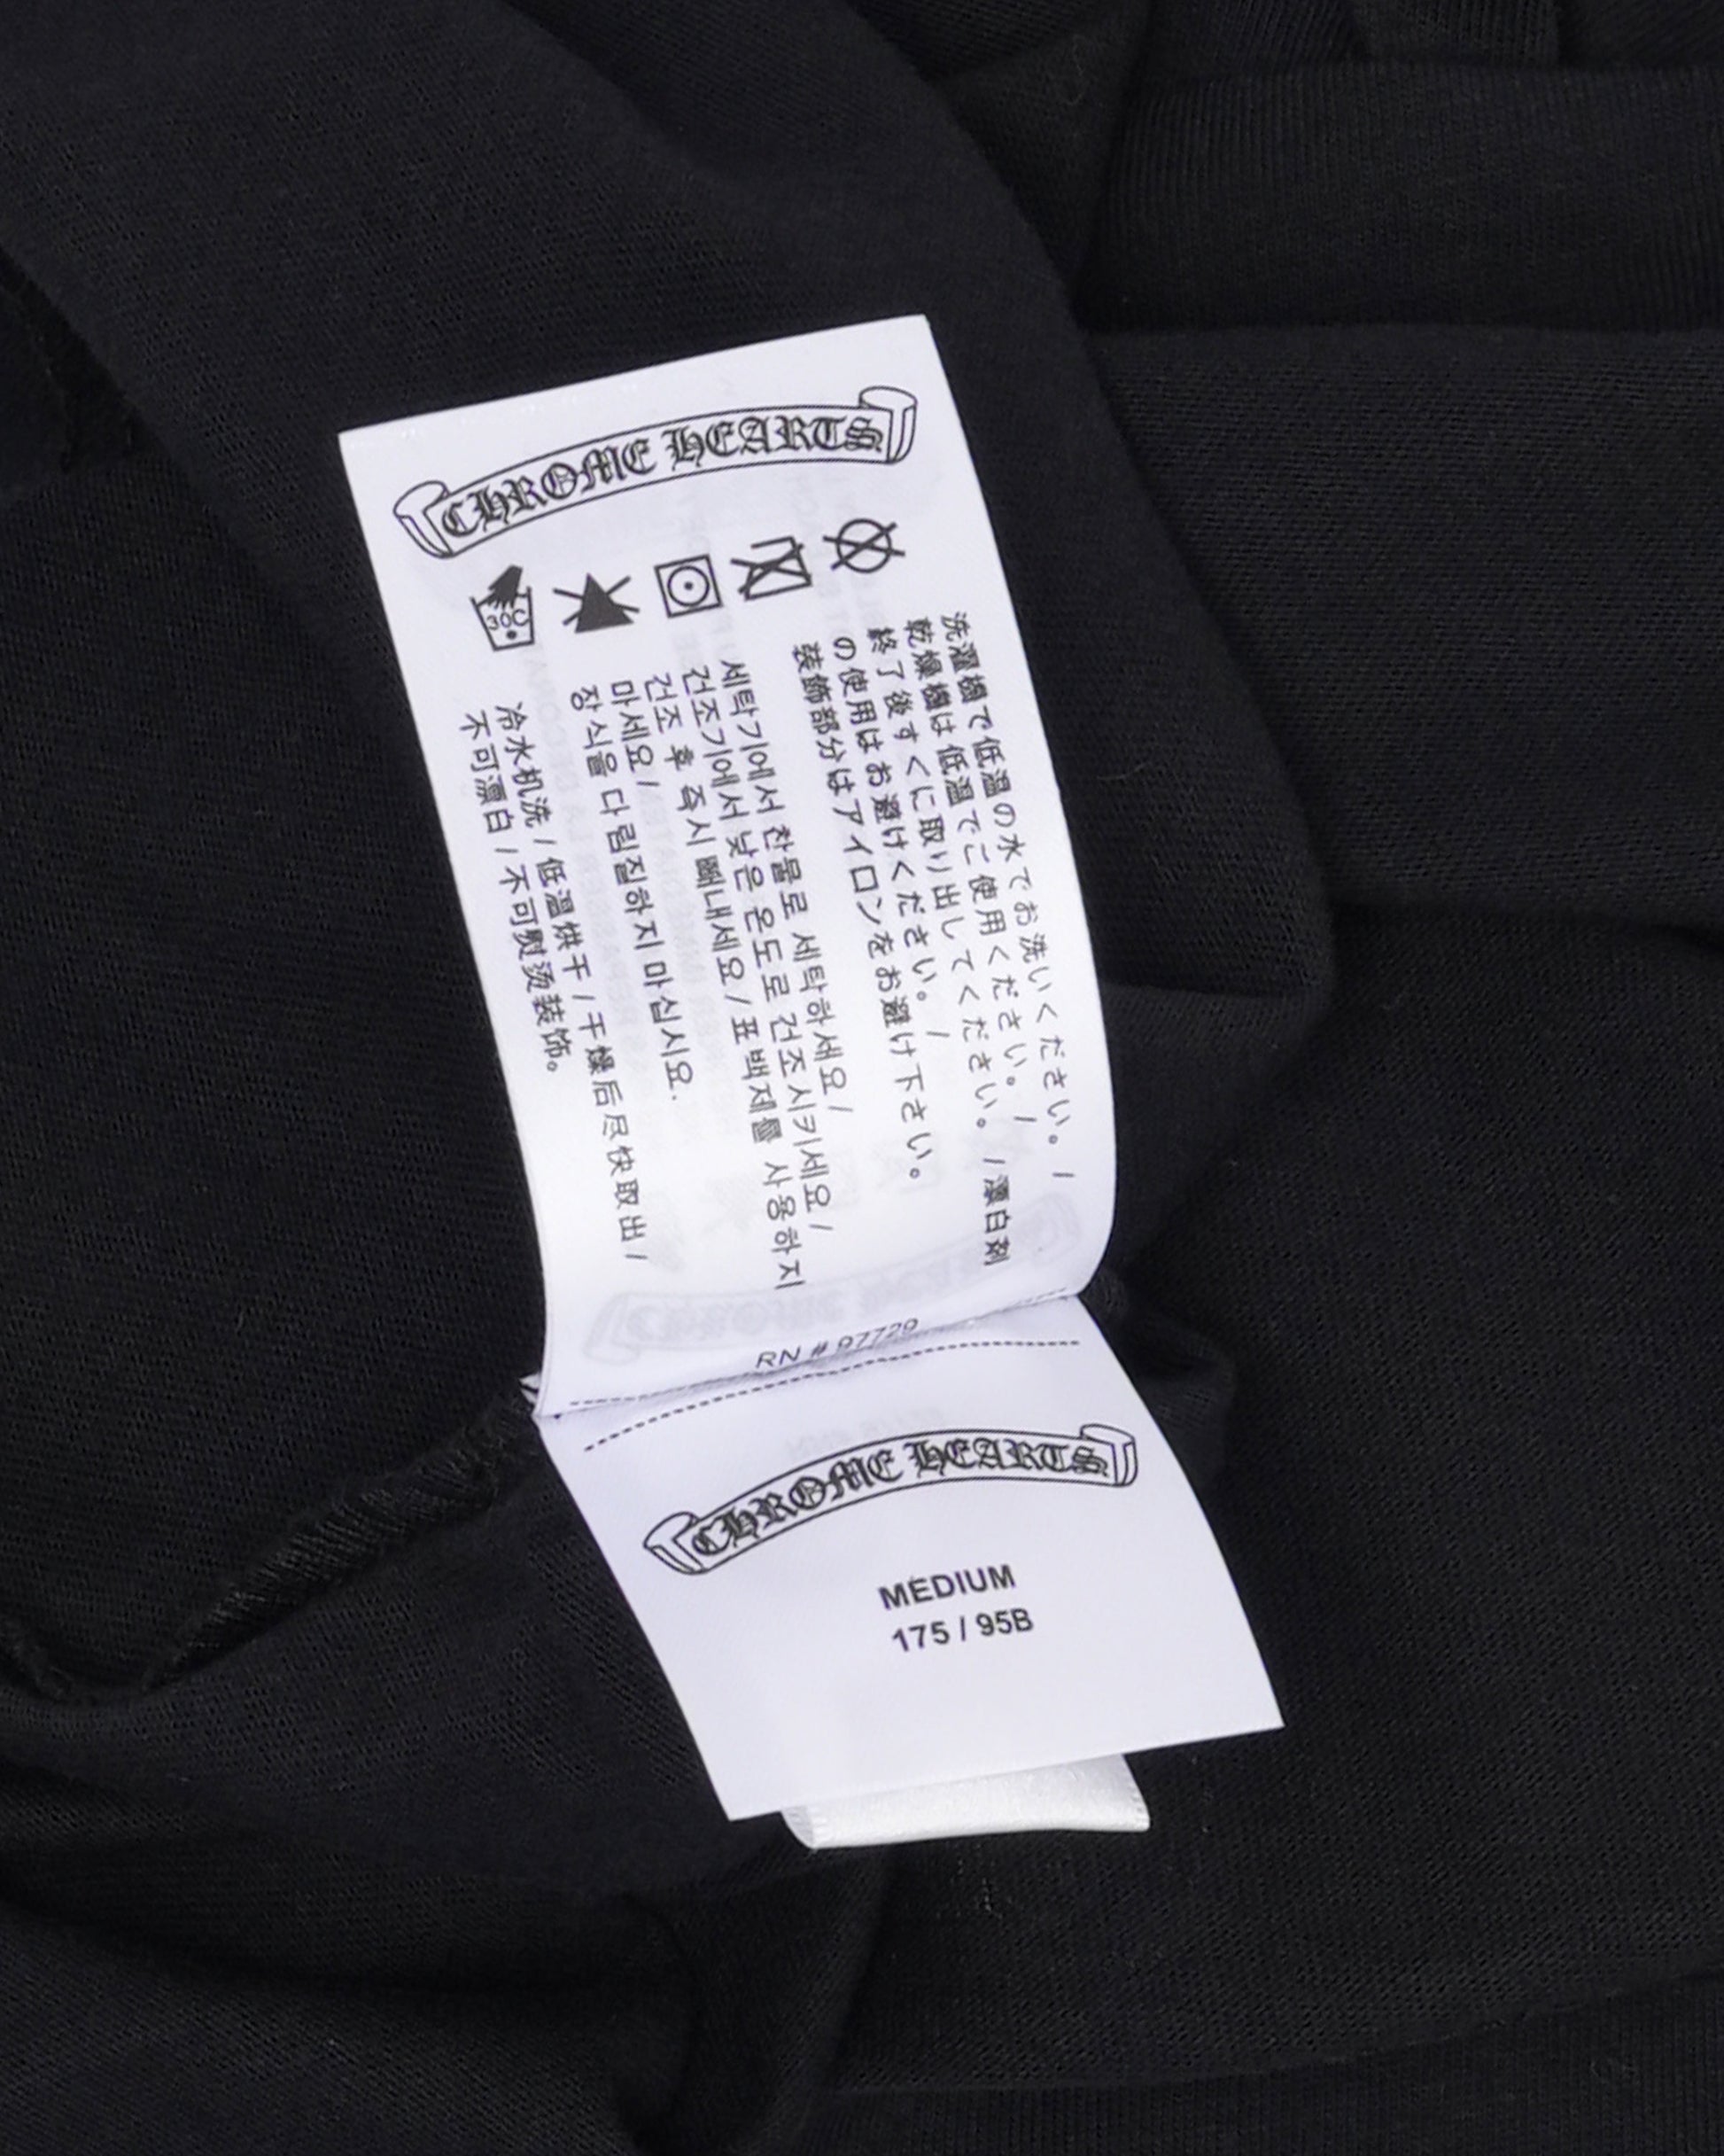 CHROME HEARTS
30C
洗濯機で低温の水でお洗いください。/
乾燥機は低温でご使用ください。/
終了後すぐに取り出してください。/漂白剤
の使用はお避けください。/
装飾部分はアイロンをお避け下さい。
세탁기에서 찬물로 세탁하세요/
건조기에서 낮은 온도로 건조시키세요/
건조 후 즉시 빼내세요/표백제를 사용하지
마세요/
장식을 다림질하지 마십시요.
冷水机洗/低温烘干/干燥后尽快取出/
不可漂白/不可熨烫装饰。
RN # 97729
CHROME HEARTS
MEDIUM
175 / 95B